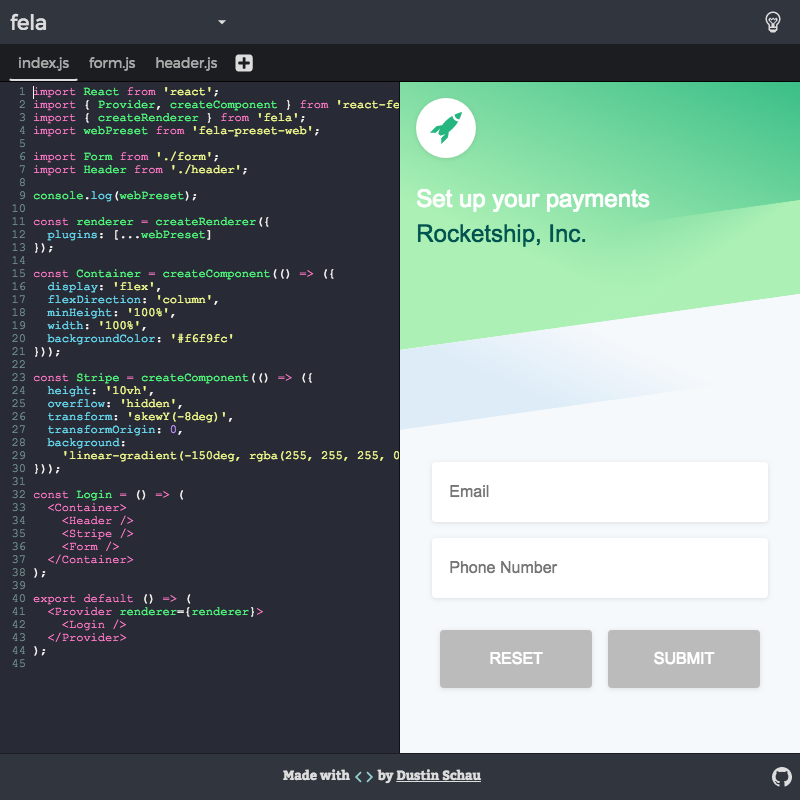 fela
index.js form.js header.js
1 import React from 'react';
2 import { Provider, createComponent } from 'react-fe
3 import { createRenderer } from 'fela';
4 import webPreset from 'fela-preset-web';
5
6 import Form from './form';
7 import Header from './header';
8
9 console.log(webPreset);
10
11 const renderer = createRenderer({
12 plugins: [...webPreset]
13 });
14
15 const Container = createComponent(() => ({
16 display: 'flex',
17 flexDirection: 'column',
18 minHeight: '100%',
19 width: '100%',
20 backgroundColor: '#f6f9fc'
21 }));
22
23 const Stripe = createComponent(() => ({
24 height: '10vh',
25 overflow: 'hidden',
26 transform: 'skewY(-8deg)',
27 transformOrigin: 0,
28 background:
29 'linear-gradient(-150deg, rgba(255, 255, 255, 0
30 }));
31
32 const Login = () => (
33 <Container>
34 <Header />
35 <Stripe />
36 <Form />
37 </Container>
38 );
39
40 export default () => (
41 <Provider renderer={renderer}>
42 <Login />
43 </Provider>
44 );
45
Set up your payments
Rocketship, Inc.
Email
Phone Number
RESET SUBMIT
Made with <> by Dustin Schau